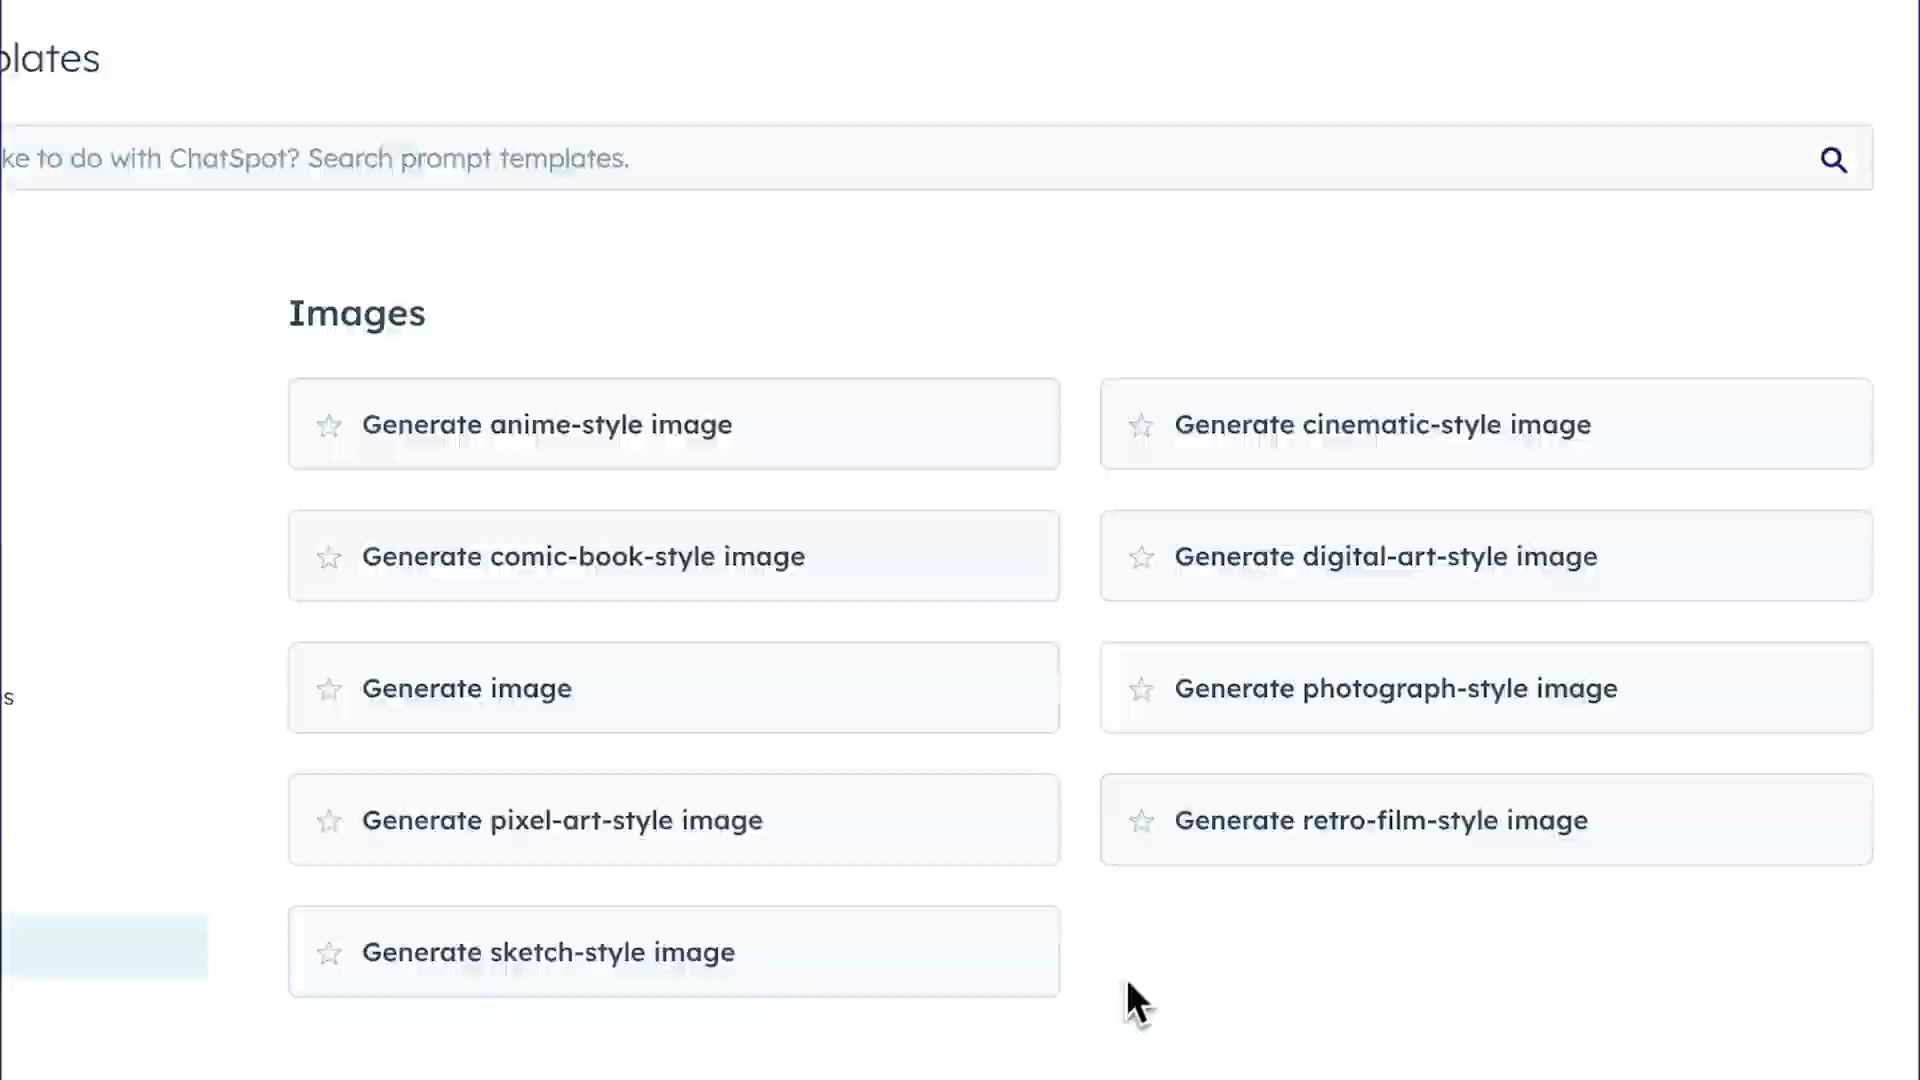 plates
ke to do with ChatSpot? Search prompt templates.
Images
Generate anime-style image
Generate cinematic-style image
Generate comic-book-style image
Generate digital-art-style image
Generate image
Generate photograph-style image
s
Generate pixel-art-style image
Generate retro-film-style image
Generate sketch-style image